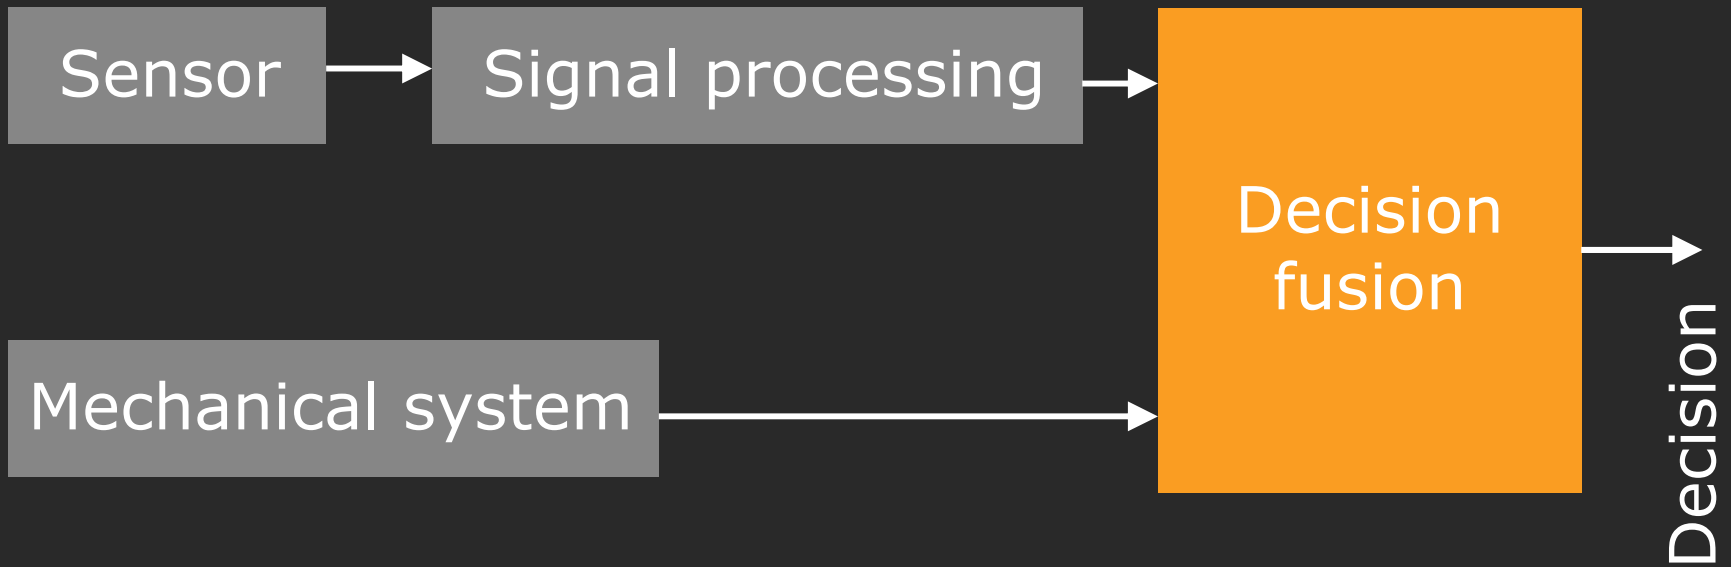 Sensor
Signal processing
Decision
fusion
Mechanical system
Decision